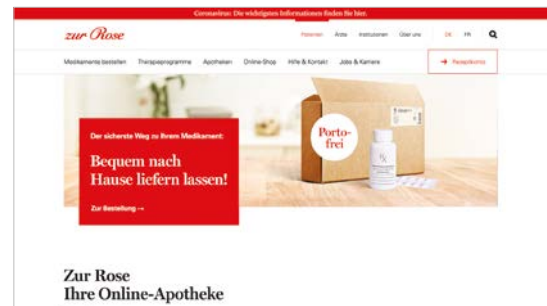 Coronavirus: Die wichtigsten Informationen finden Sie hier.
zur Rose
Patienten Ärzte Institutionen Über uns DE FR
Medikamente bestellen Therapieprogramme Apotheken Online-Shop Hilfe & Kontakt Jobs & Karriere → Rezeptkonto
Der sicherste Weg zu Ihrem Medikament:
Bequem nach
Hause liefern lassen!
Zur Bestellung →
Porto-
frei
Zur Rose
Ihre Online-Apotheke